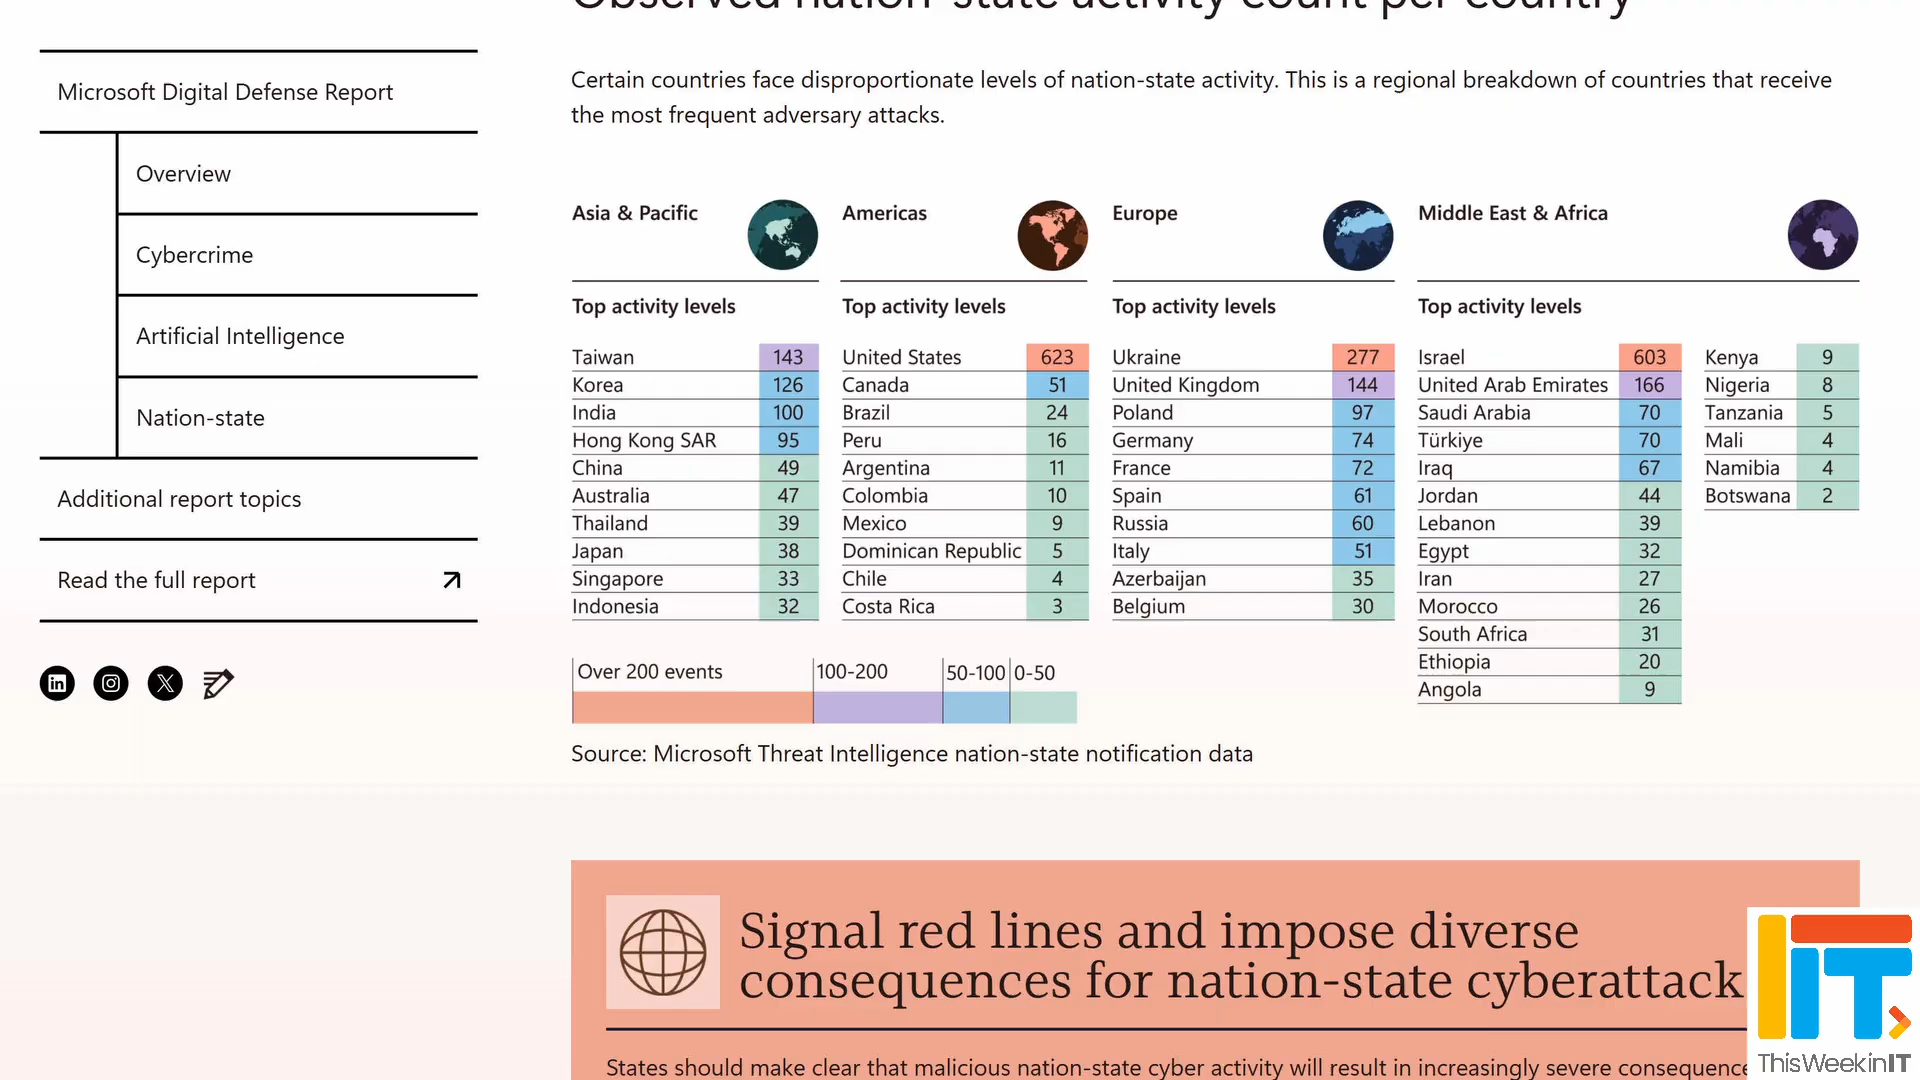 Observed nation-state activity count per country
Microsoft Digital Defense Report
Overview
Cybercrime
Artificial Intelligence
Nation-state
Additional report topics
Read the full report
Certain countries face disproportionate levels of nation-state activity. This is a regional breakdown of countries that receive
the most frequent adversary attacks.
Asia & Pacific
Top activity levels
Taiwan 143
Korea 126
India 100
Hong Kong SAR 95
China 49
Australia 47
Thailand 39
Japan 38
Singapore 33
Indonesia 32
Americas
Top activity levels
United States 623
Canada 51
Brazil 24
Peru 16
Argentina 11
Colombia 10
Mexico 9
Dominican Republic 5
Chile 4
Costa Rica 3
Europe
Top activity levels
Ukraine 277
United Kingdom 144
Poland 97
Germany 74
France 72
Spain 61
Russia 60
Italy 51
Azerbaijan 35
Belgium 30
Middle East & Africa
Top activity levels
Israel 603
United Arab Emirates 166
Saudi Arabia 70
Türkiye 70
Iraq 67
Jordan 44
Lebanon 39
Egypt 32
Iran 27
Morocco 26
South Africa 31
Ethiopia 20
Angola 9
Kenya 9
Nigeria 8
Tanzania 5
Mali 4
Namibia 4
Botswana 2
Over 200 events 100-200 50-100 0-50
Source: Microsoft Threat Intelligence nation-state notification data
Signal red lines and impose diverse
consequences for nation-state cyberattack
States should make clear that malicious nation-state cyber activity will result in increasingly severe consequence
IT
ThisWeekinIT